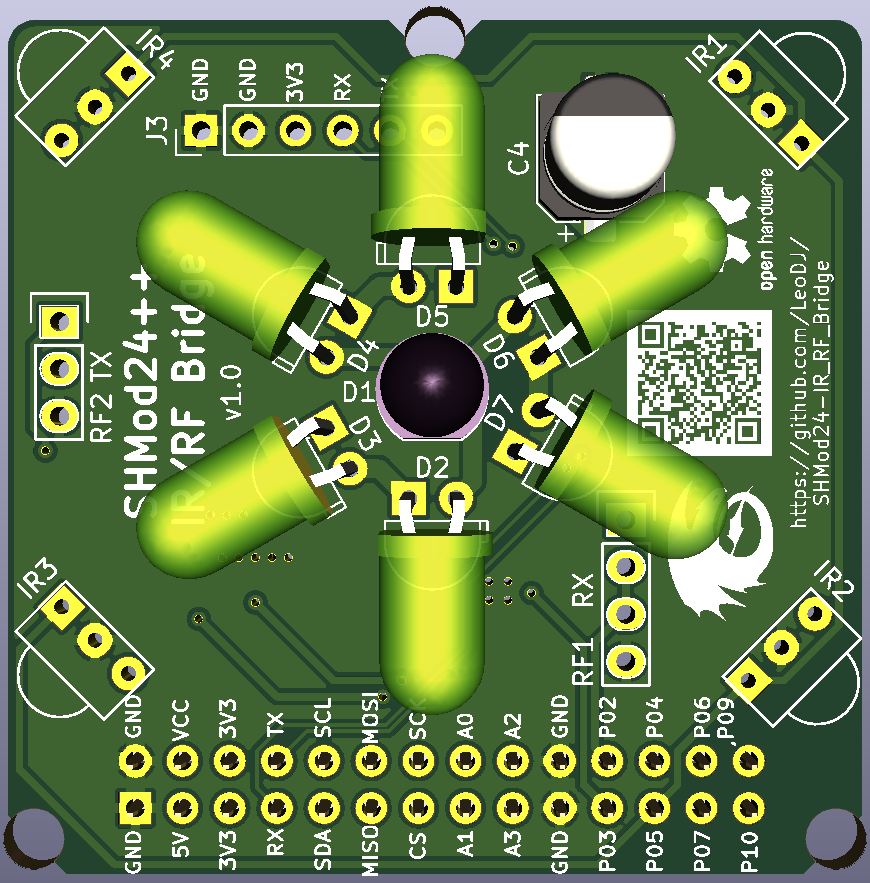 IR4
GND
GND
3V3
RX
J3
C4
+
IR1
open hardware
https://github.com/LeoDJ/
SHMod24-IR_RF_Bridge
D5
D4
D6
D1
D3
D7
D2
SHMod24++
IR/RF Bridge
v1.0
TX
RF2
RX
RF1
IR3
IR2
GND
VCC
3V3
TX
SCL
MOSI
SCK
A0
A2
GND
P02
P04
P06
P09
GND
5V
3V3
RX
SDA
MISO
CS
A1
A3
GND
P03
P05
P07
P10